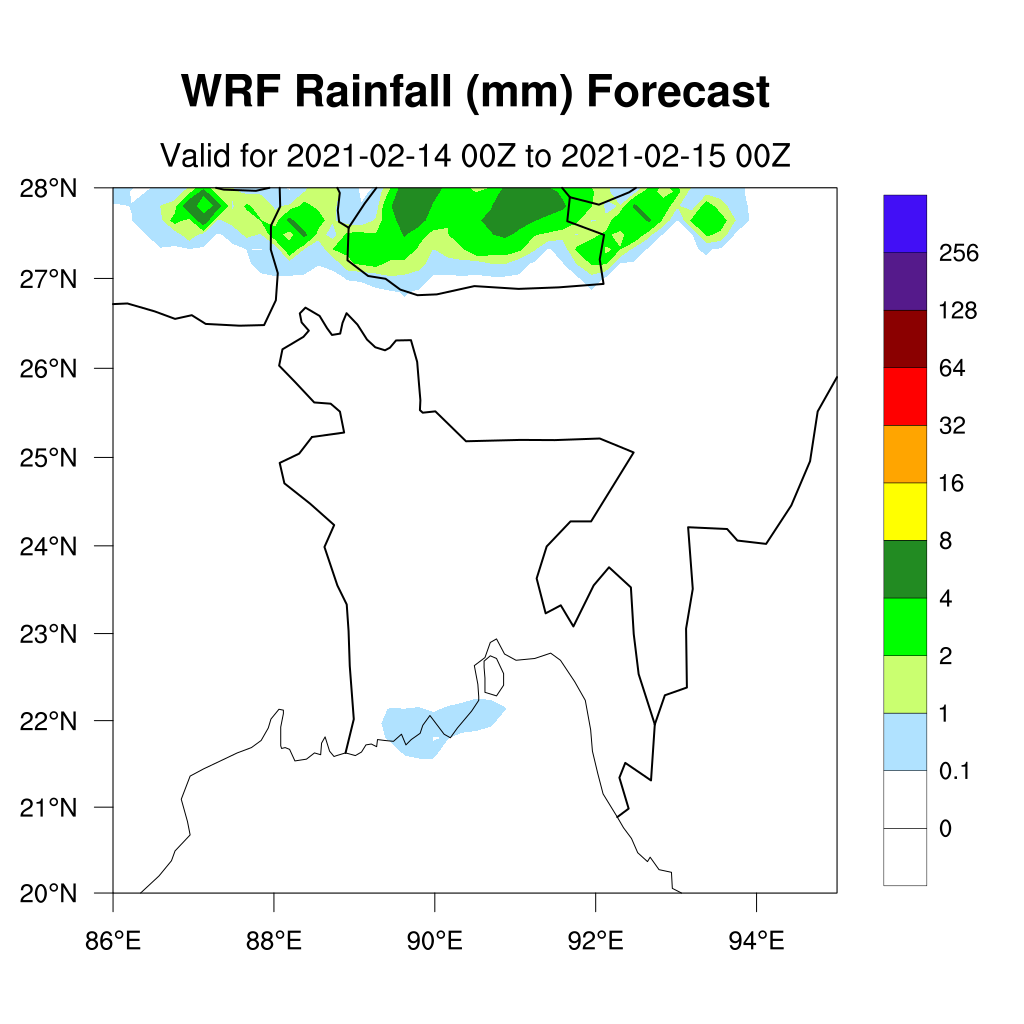 WRF Rainfall (mm) Forecast
Valid for 2021-02-14 00Z to 2021-02-15 00Z
28°N
27°N
26°N
25°N
24°N
23°N
22°N
21°N
20°N
86°E 88°E 90°E 92°E 94°E
256
128
64
32
16
8
4
2
1
0.1
0